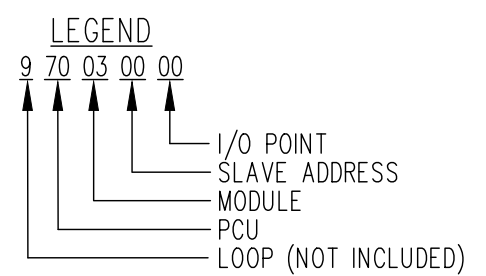 LEGEND
9 70 03 00 00
I/O POINT
SLAVE ADDRESS
MODULE
PCU
LOOP (NOT INCLUDED)